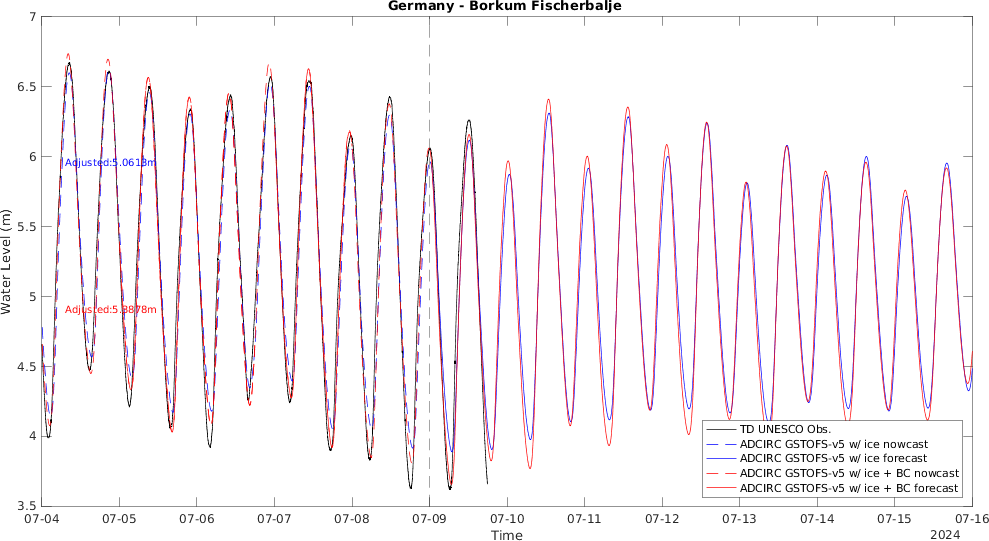 Germany - Borkum Fischerbalje
7
6.5
6
5.5
5
4.5
4
3.5
Water Level (m)
Adjusted:5.0613m
Adjusted:5.3878m
TD UNESCO Obs.
ADCIRC GSTOFS-v5 w/ ice nowcast
ADCIRC GSTOFS-v5 w/ ice forecast
ADCIRC GSTOFS-v5 w/ ice + BC nowcast
ADCIRC GSTOFS-v5 w/ ice + BC forecast
07-04 07-05 07-06 07-07 07-08 07-09 07-10 07-11 07-12 07-13 07-14 07-15 07-16
Time
2024